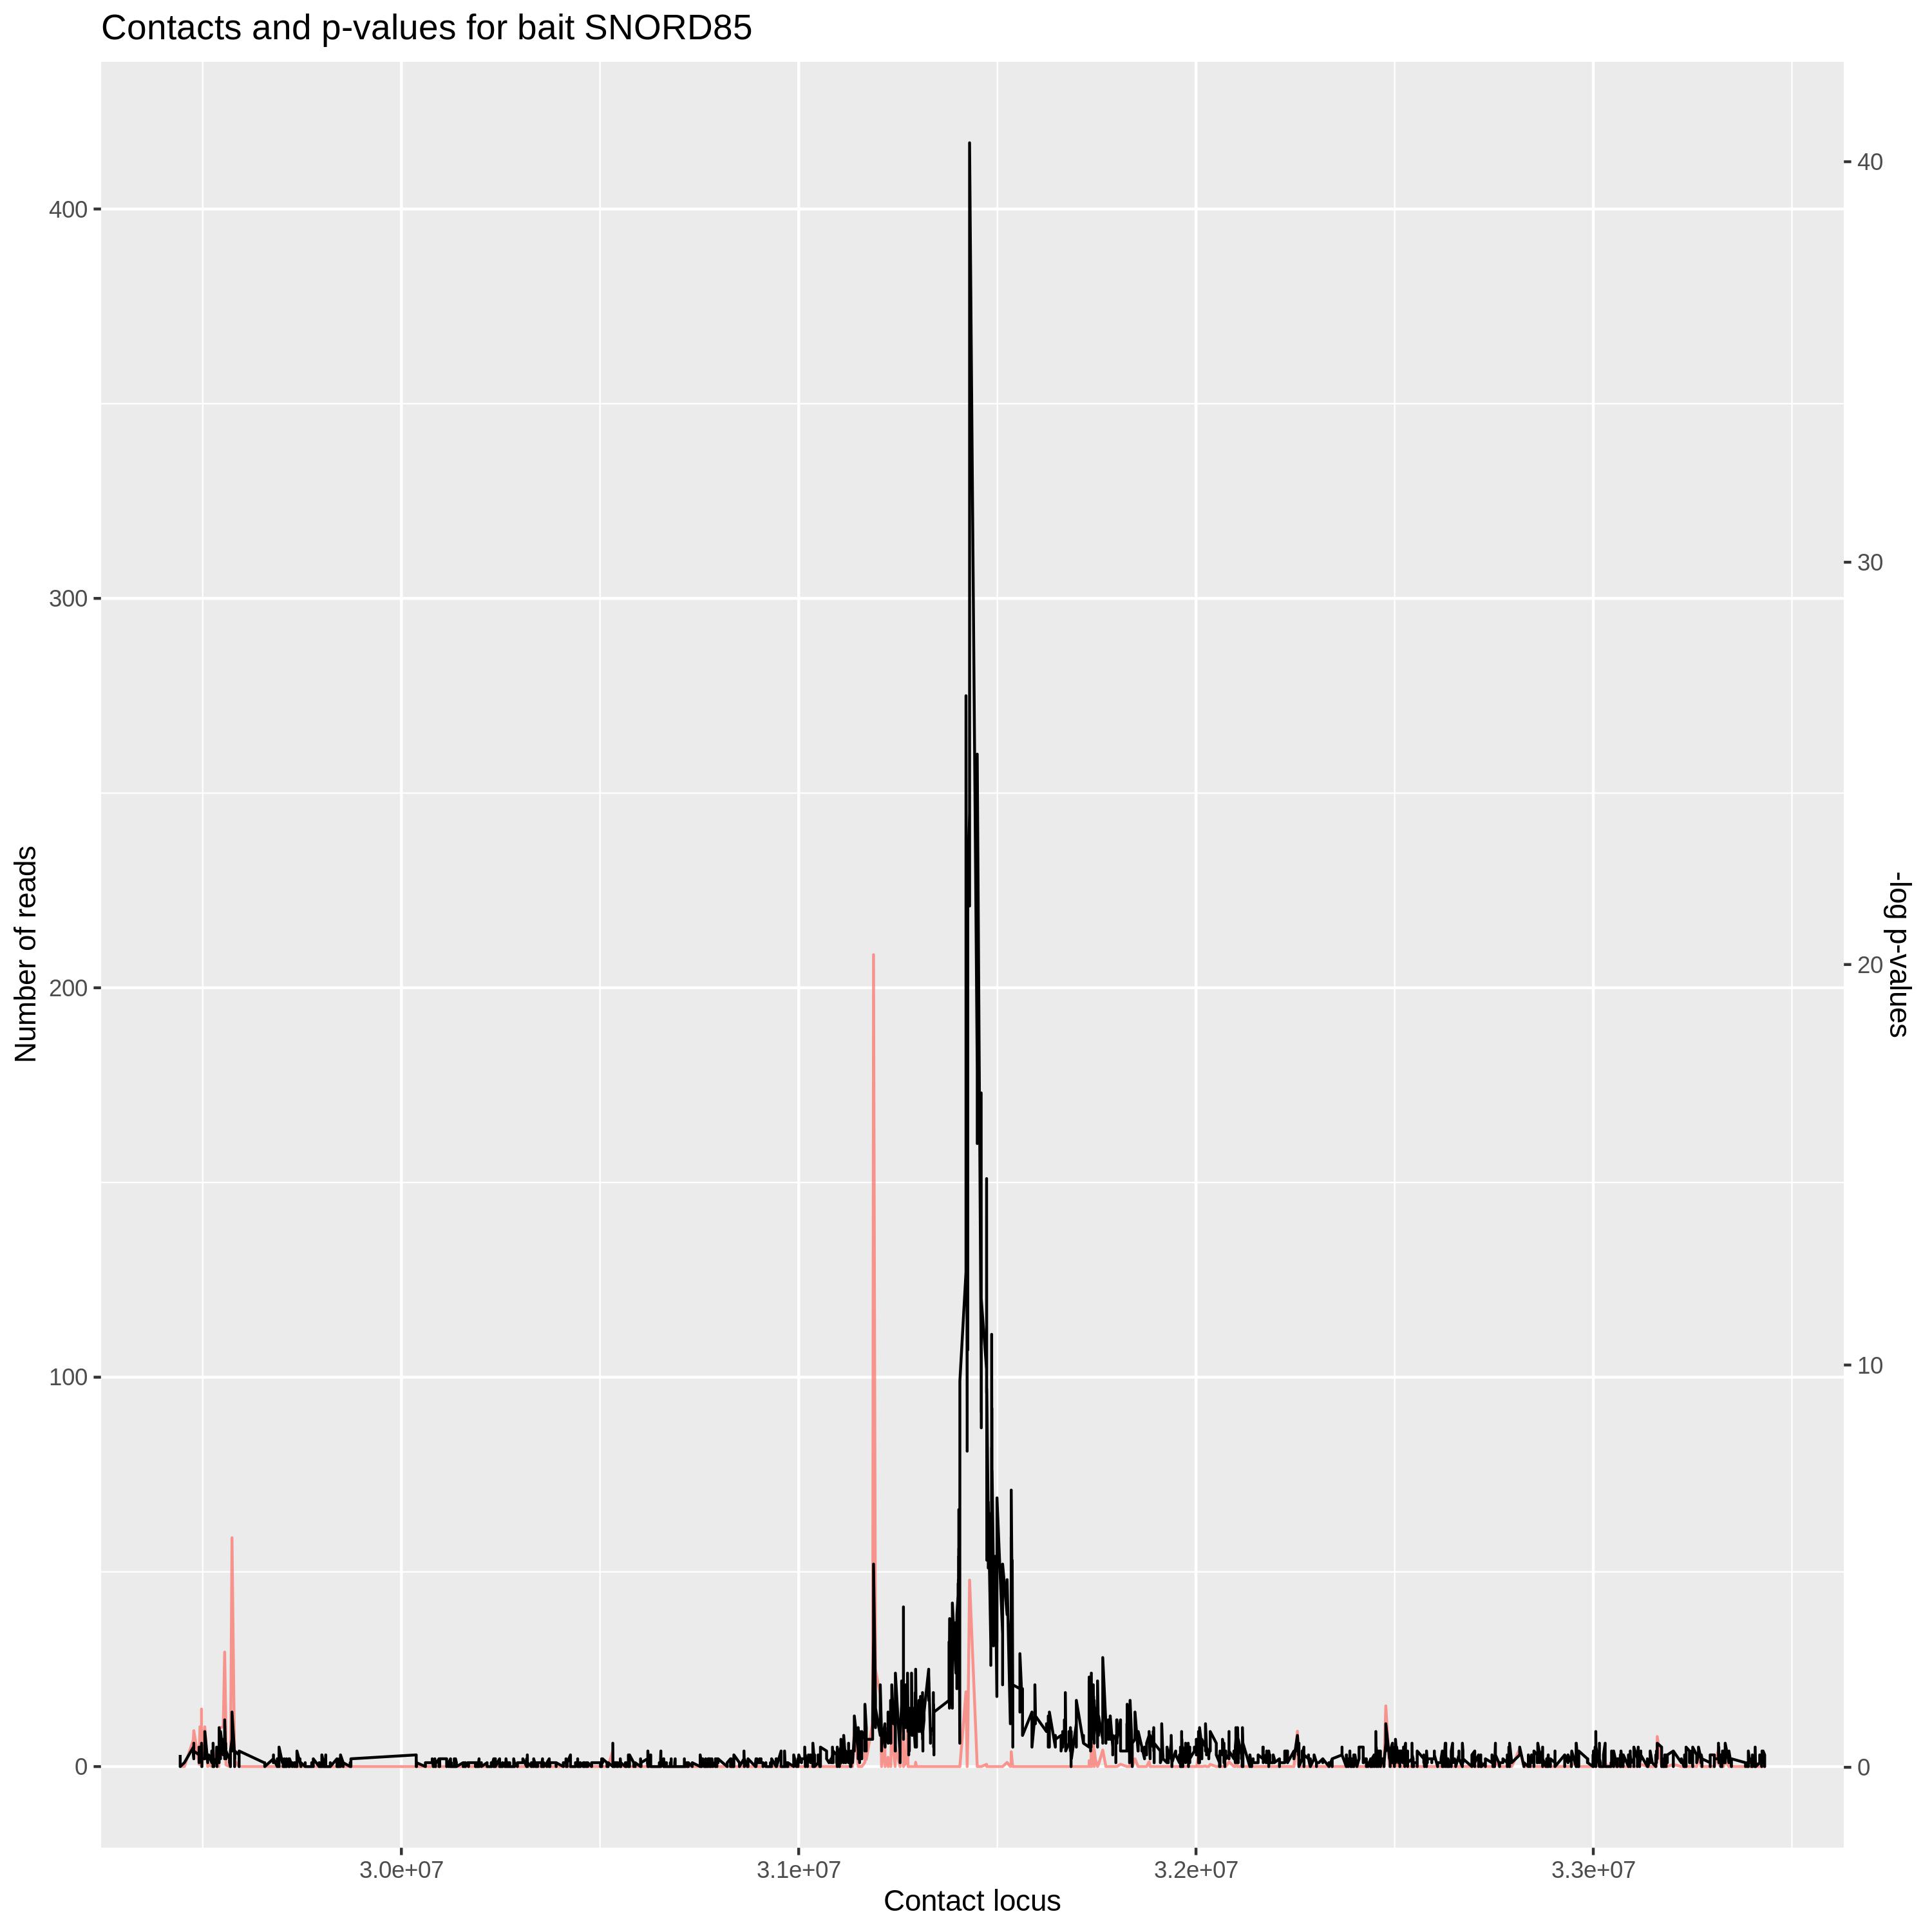 Contacts and p-values for bait SNORD85
Number of reads
400
300
200
100
0
40
30
20
10
0
-log p-values
3.0e+07
3.1e+07
3.2e+07
3.3e+07
Contact locus